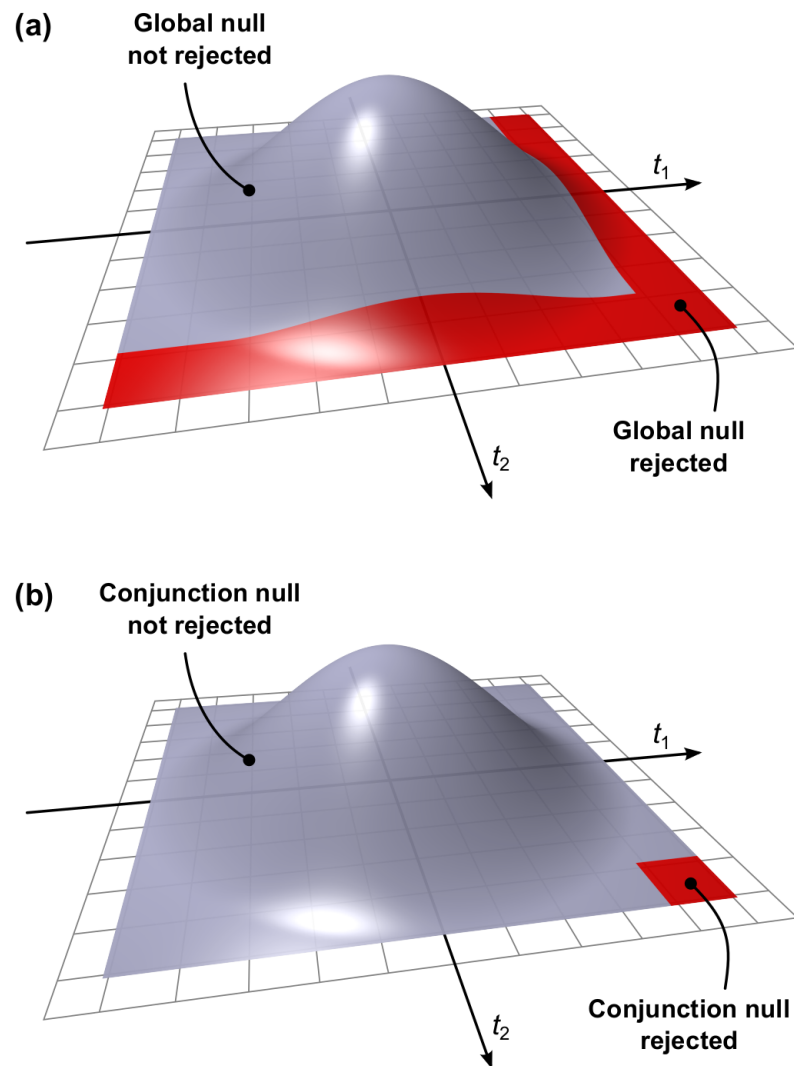 (a)
Global null
not rejected
t1
t2
Global null
rejected
(b)
Conjunction null
not rejected
t1
t2
Conjunction null
rejected